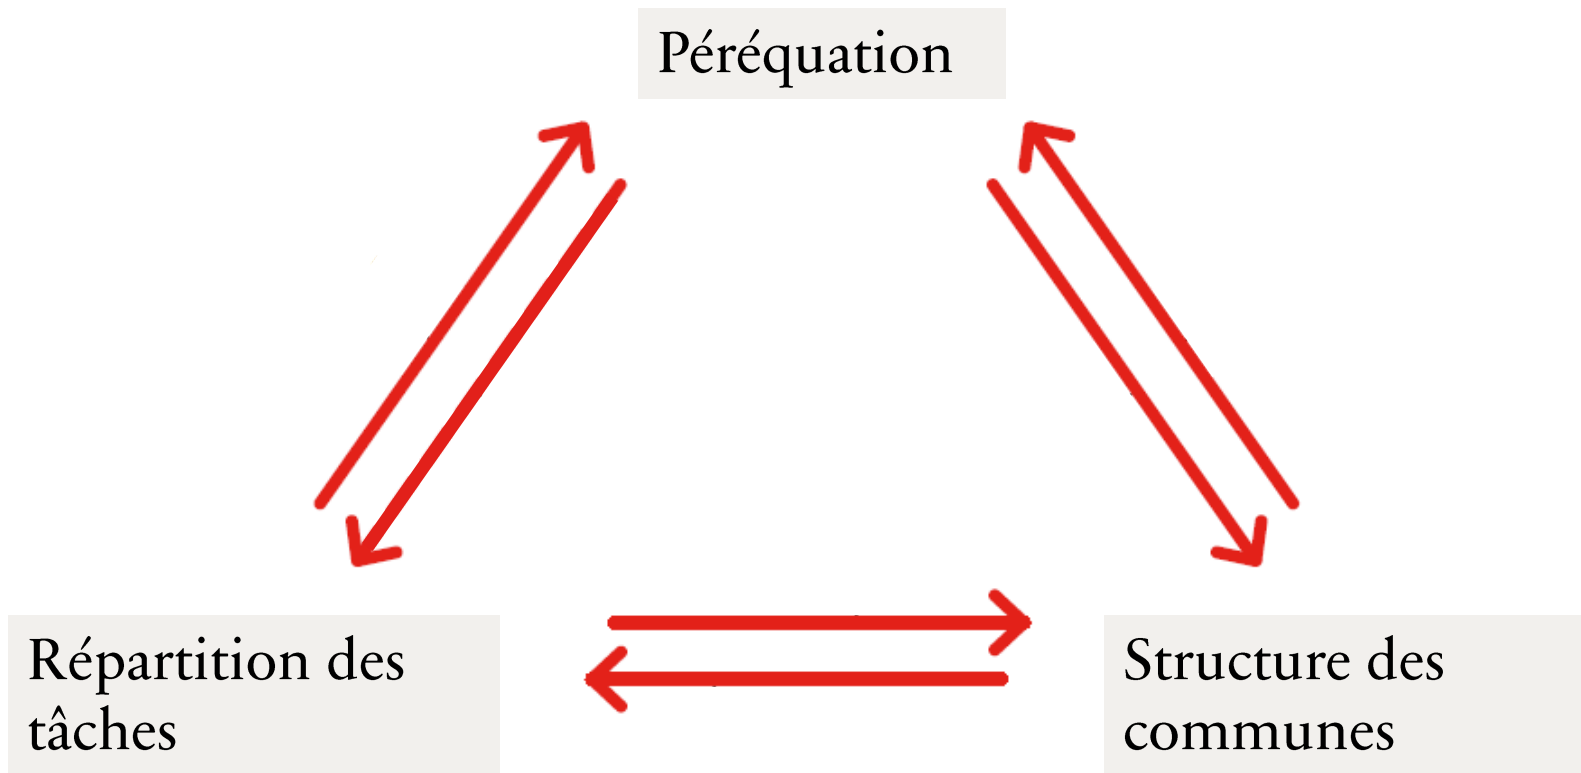 Péréquation
Répartition des
tâches
Structure des
communes